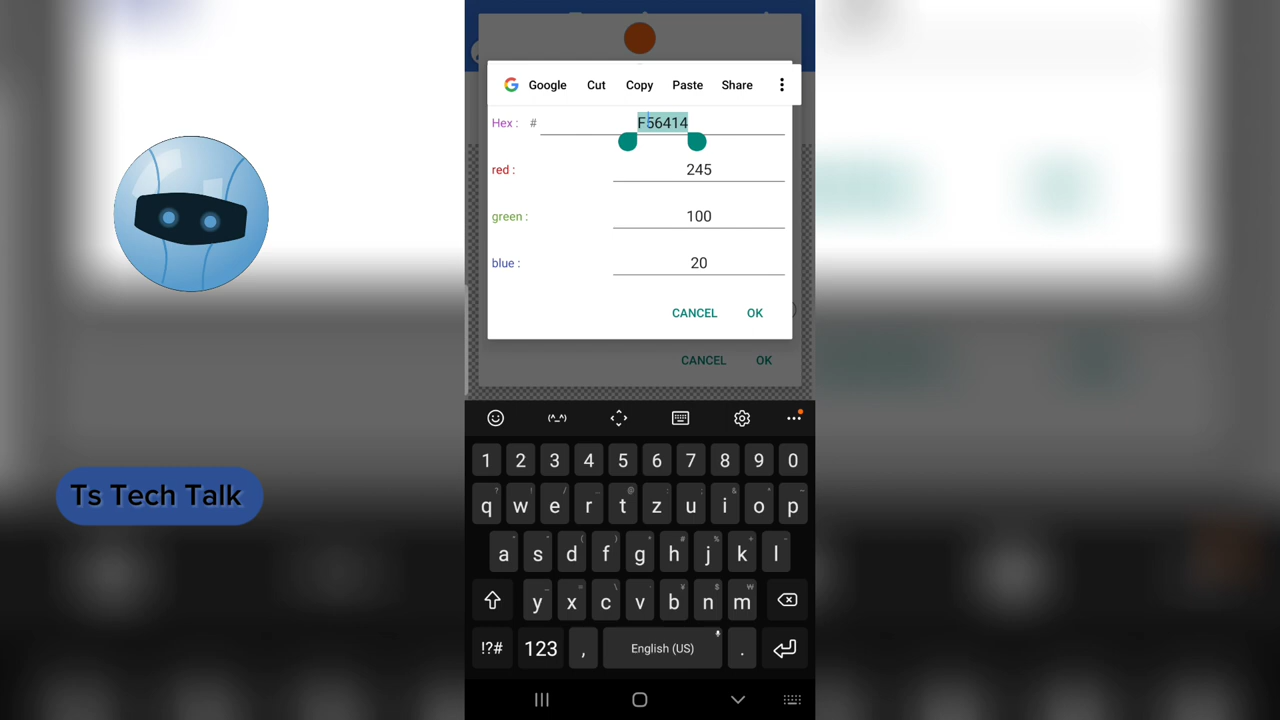 Google Cut Copy Paste Share
Hex : # F56414
red : 245
green : 100
blue : 20
CANCEL OK
CANCEL OK
(^_^)
1 2 3 4 5 6 7 8 9 0
q w e r t z u i o p
a s d f g h j k l
y x c v b n m
!?# 123 , English (US) .
Ts Tech Talk